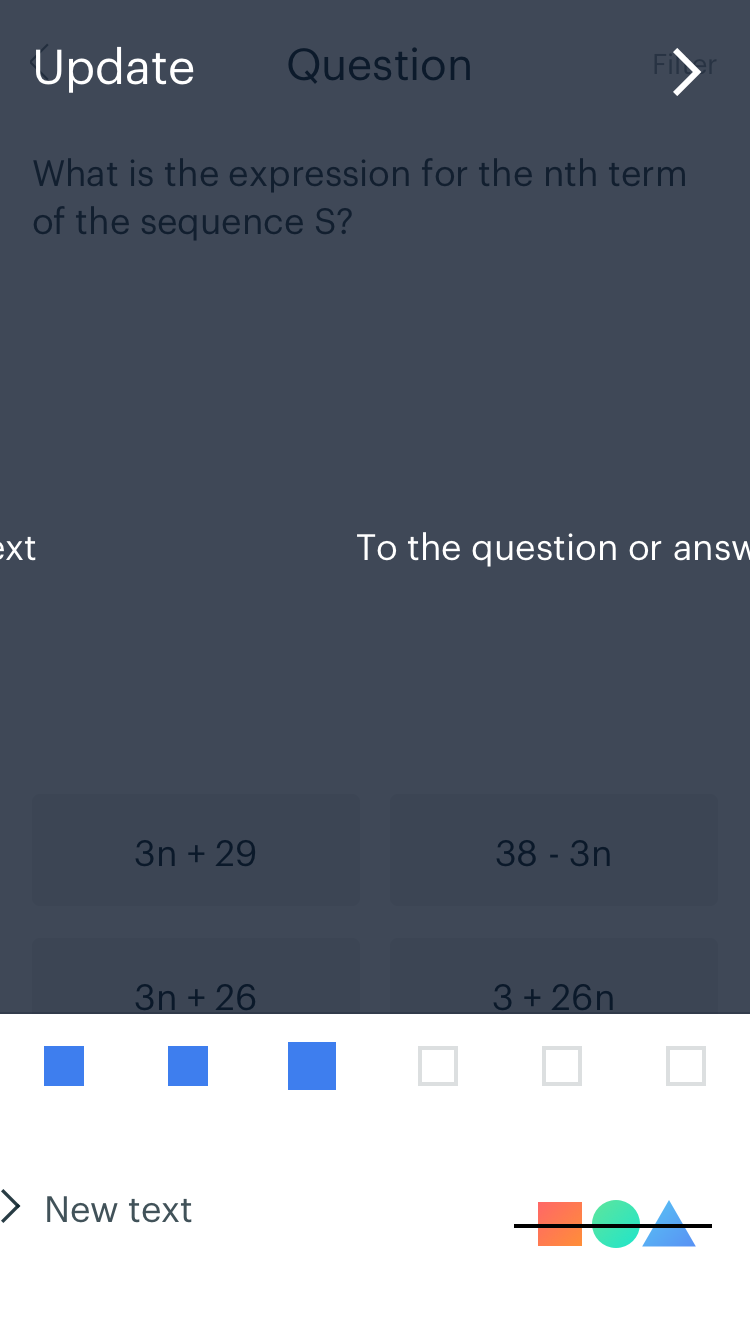 Update
Question
Filter
What is the expression for the nth term
of the sequence S?
ext
To the question or answ
3n + 29
38 - 3n
3n + 26
3 + 26n
New text